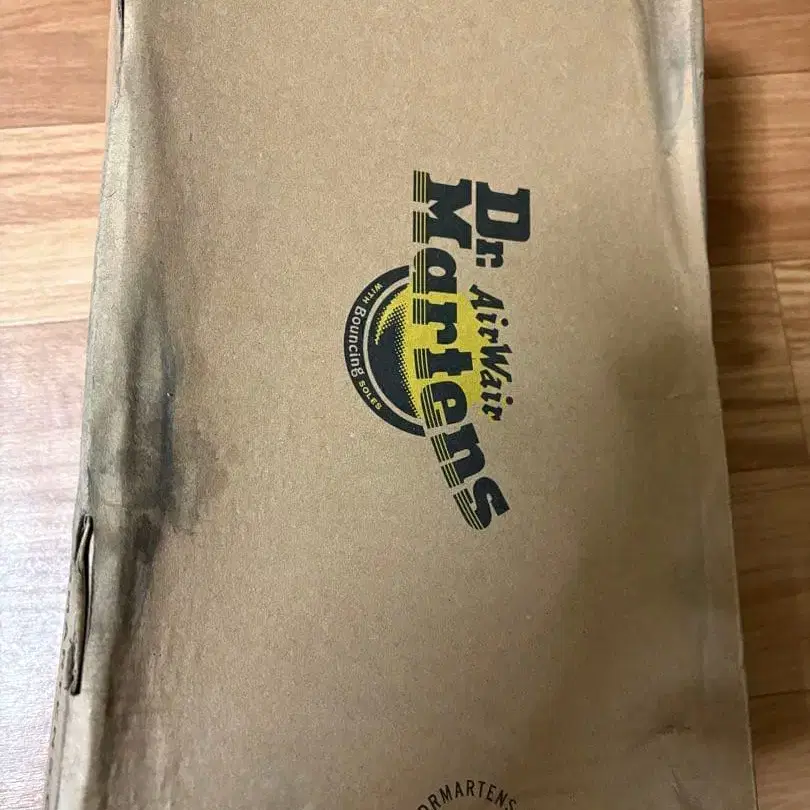 Dr. AirWair
Martens
WITH Bouncing SOLES
DRMARTENS